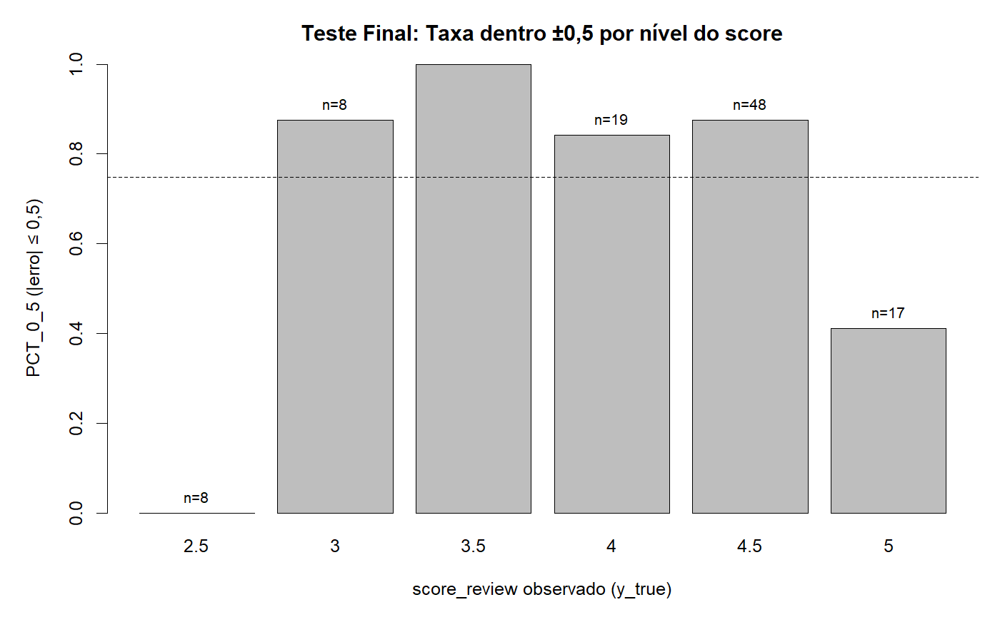 Teste Final: Taxa dentro ±0,5 por nível do score
PCT_0_5 (|erro| ≤ 0,5)
1.0
0.8
0.6
0.4
0.2
0.0
n=8
n=8
n=19
n=48
n=17
2.5 3 3.5 4 4.5 5
score_review observado (y_true)